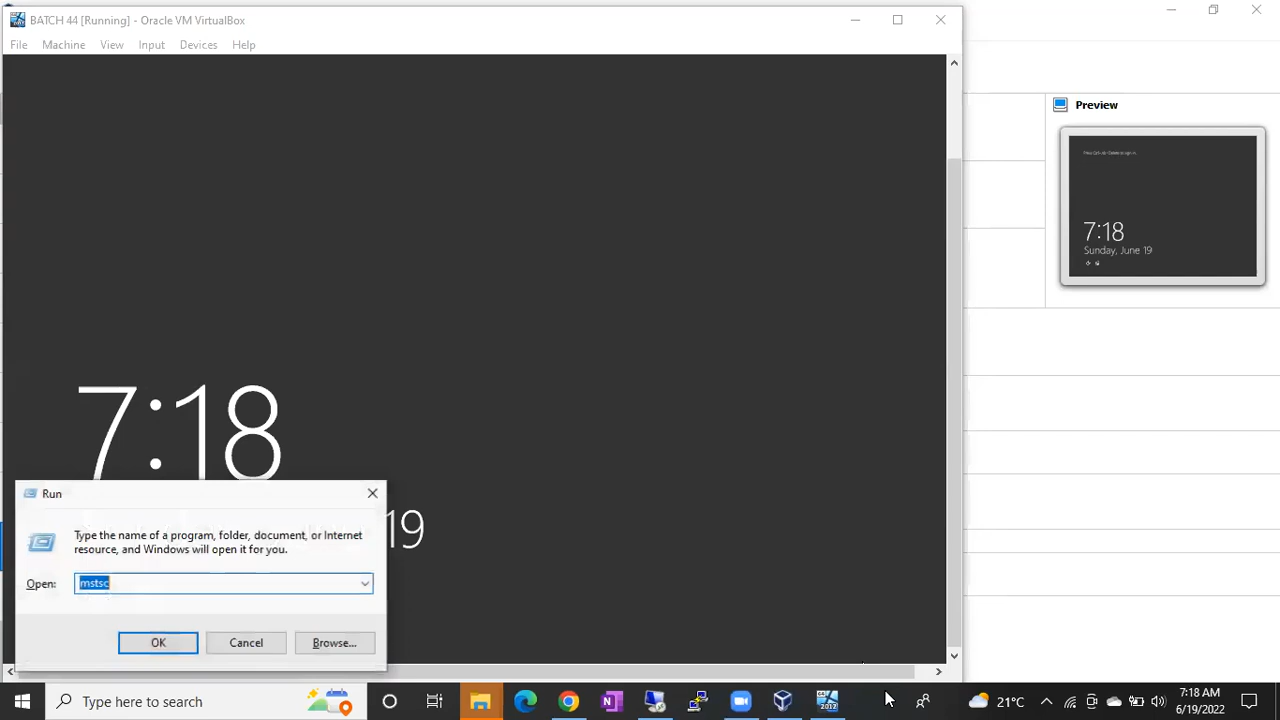 BATCH 44 [Running] - Oracle VM VirtualBox
File Machine View Input Devices Help
Preview
7:18
Sunday, June 19
7:18
19
Run
Type the name of a program, folder, document, or Internet
resource, and Windows will open it for you.
Open: mstsc
OK Cancel Browse...
Type here to search
21°C
7:18 AM
6/19/2022